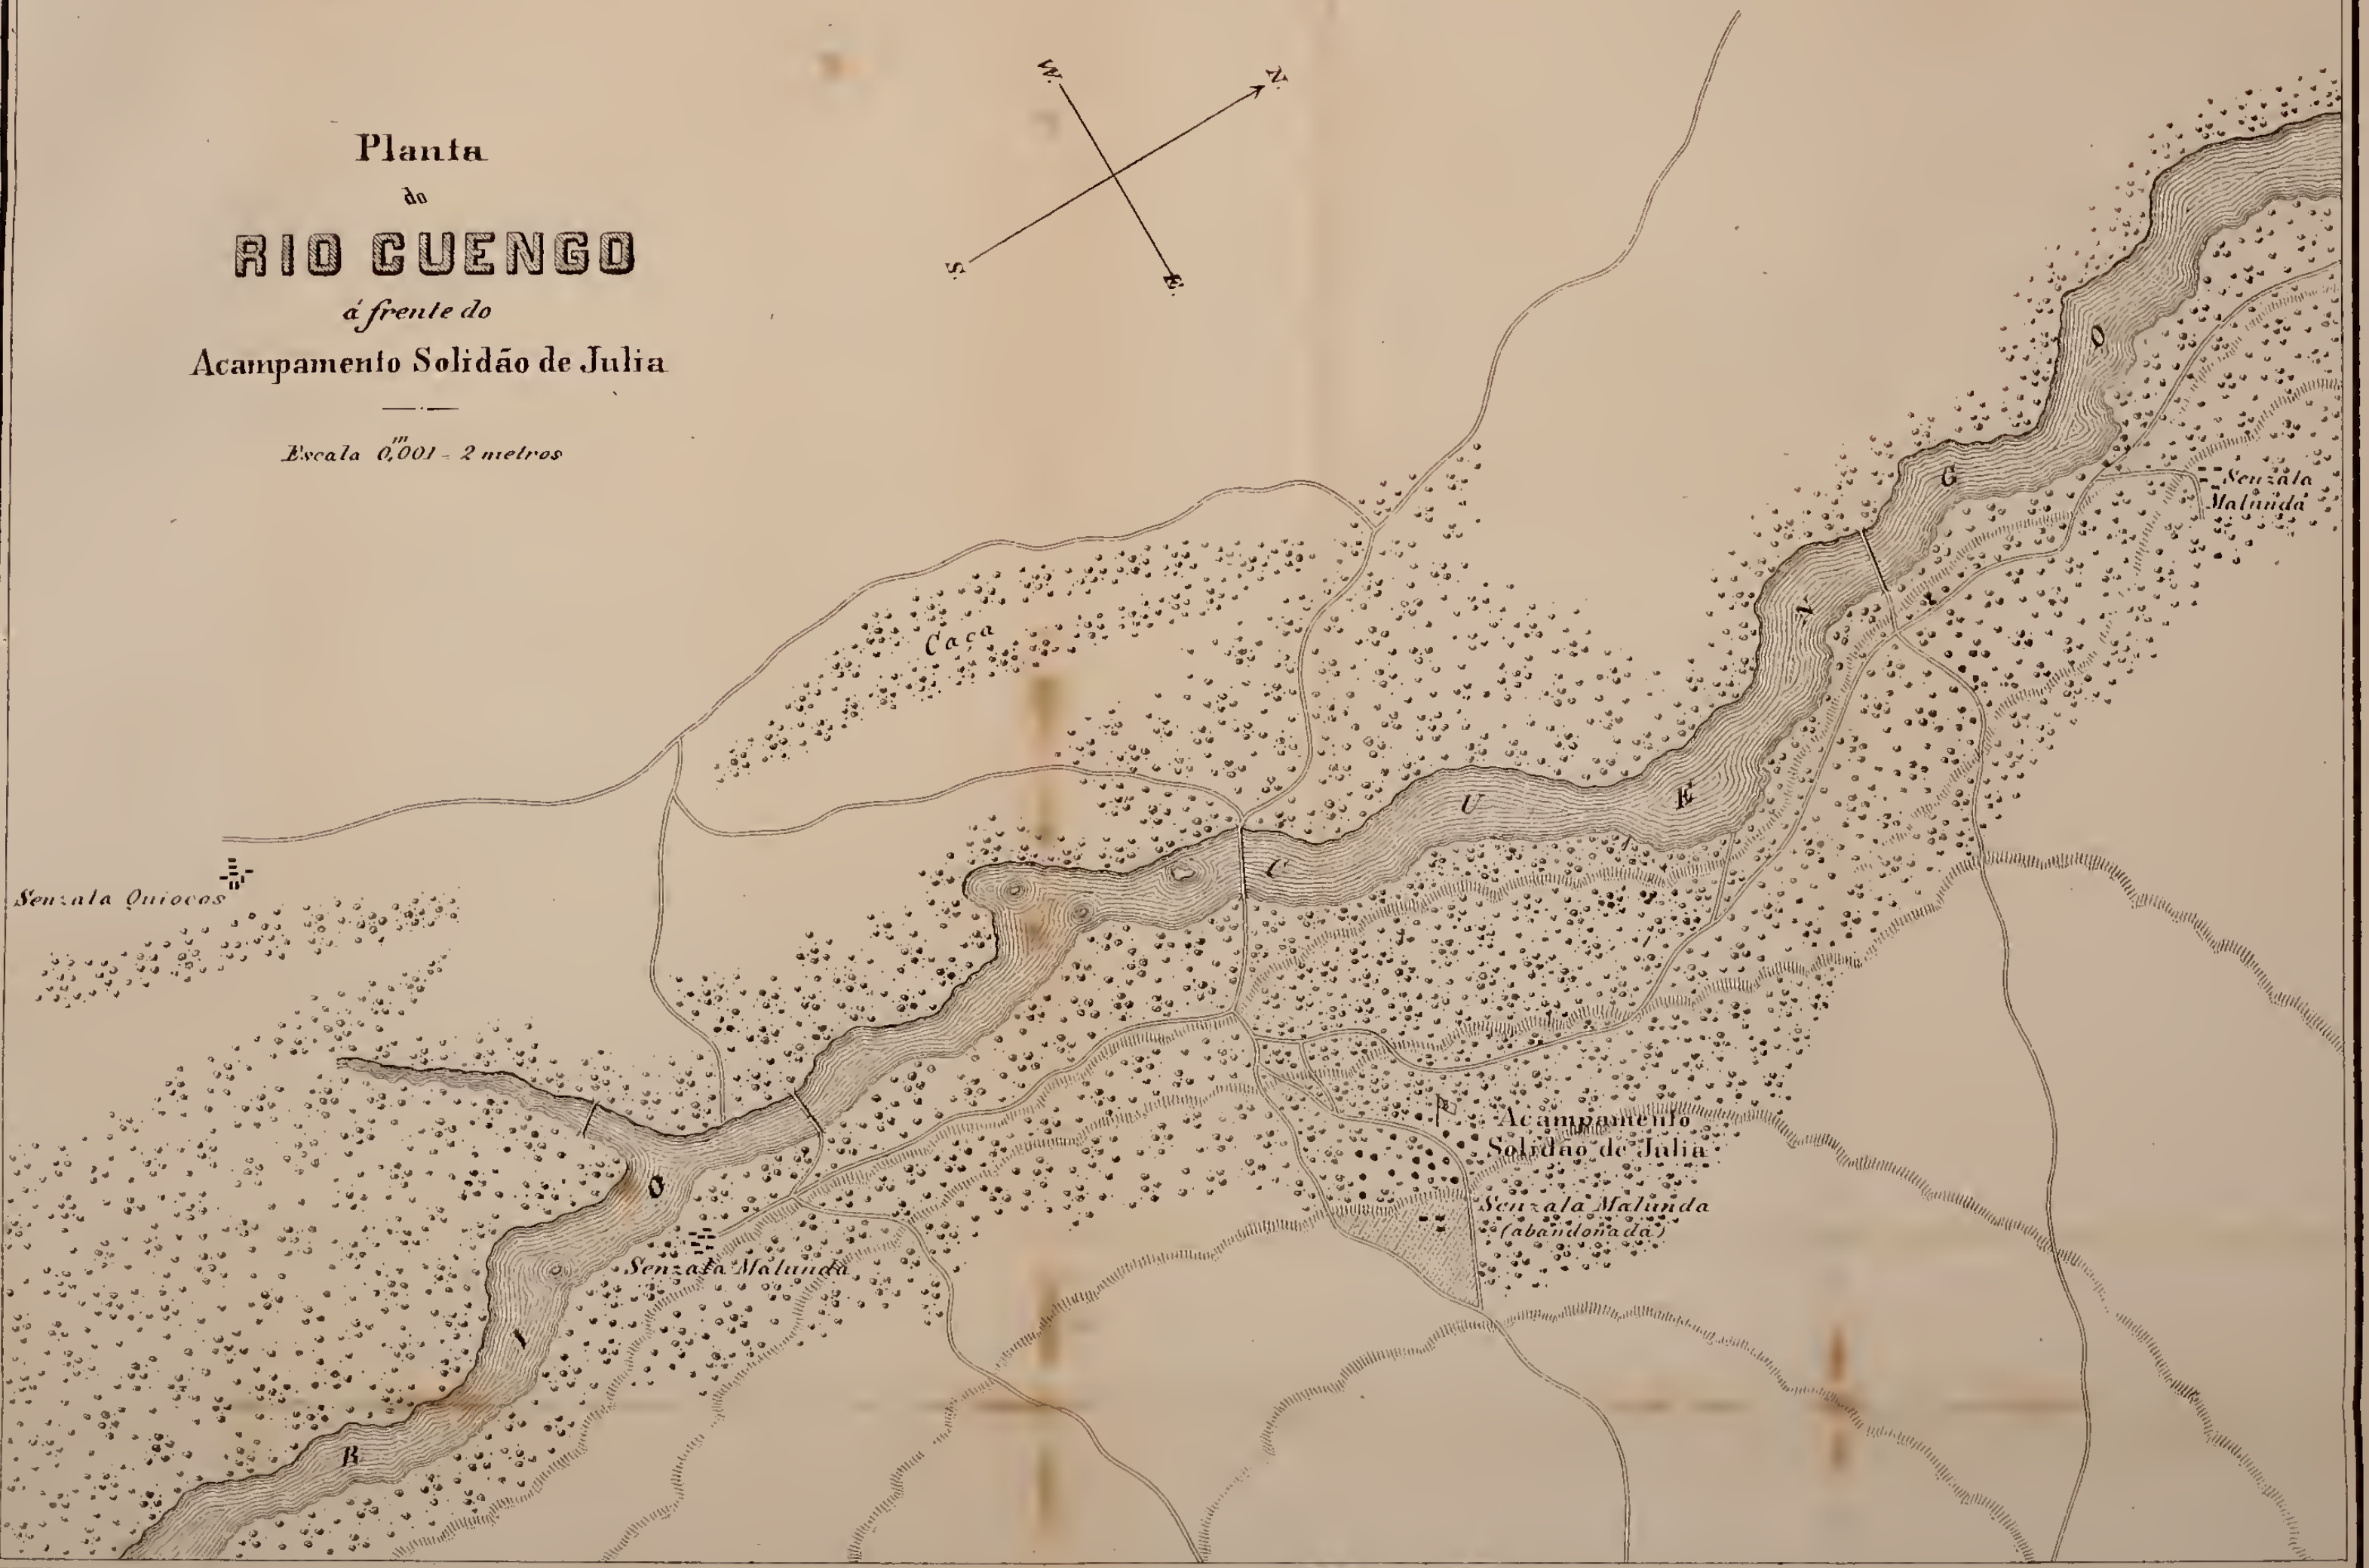 Planta
do
RIO CUENGO
á frente do
Acampamento Solidão de Julia
Escala 0,001 - 2 metros
m
W.
N.
S.
E.
Caça
Senzala Quiocos
Senzala
Malunda
Acampamento
Solidão de Julia
Senzala Malunda
(abandonada)
Senzala Malunda
R I O C U E N G O